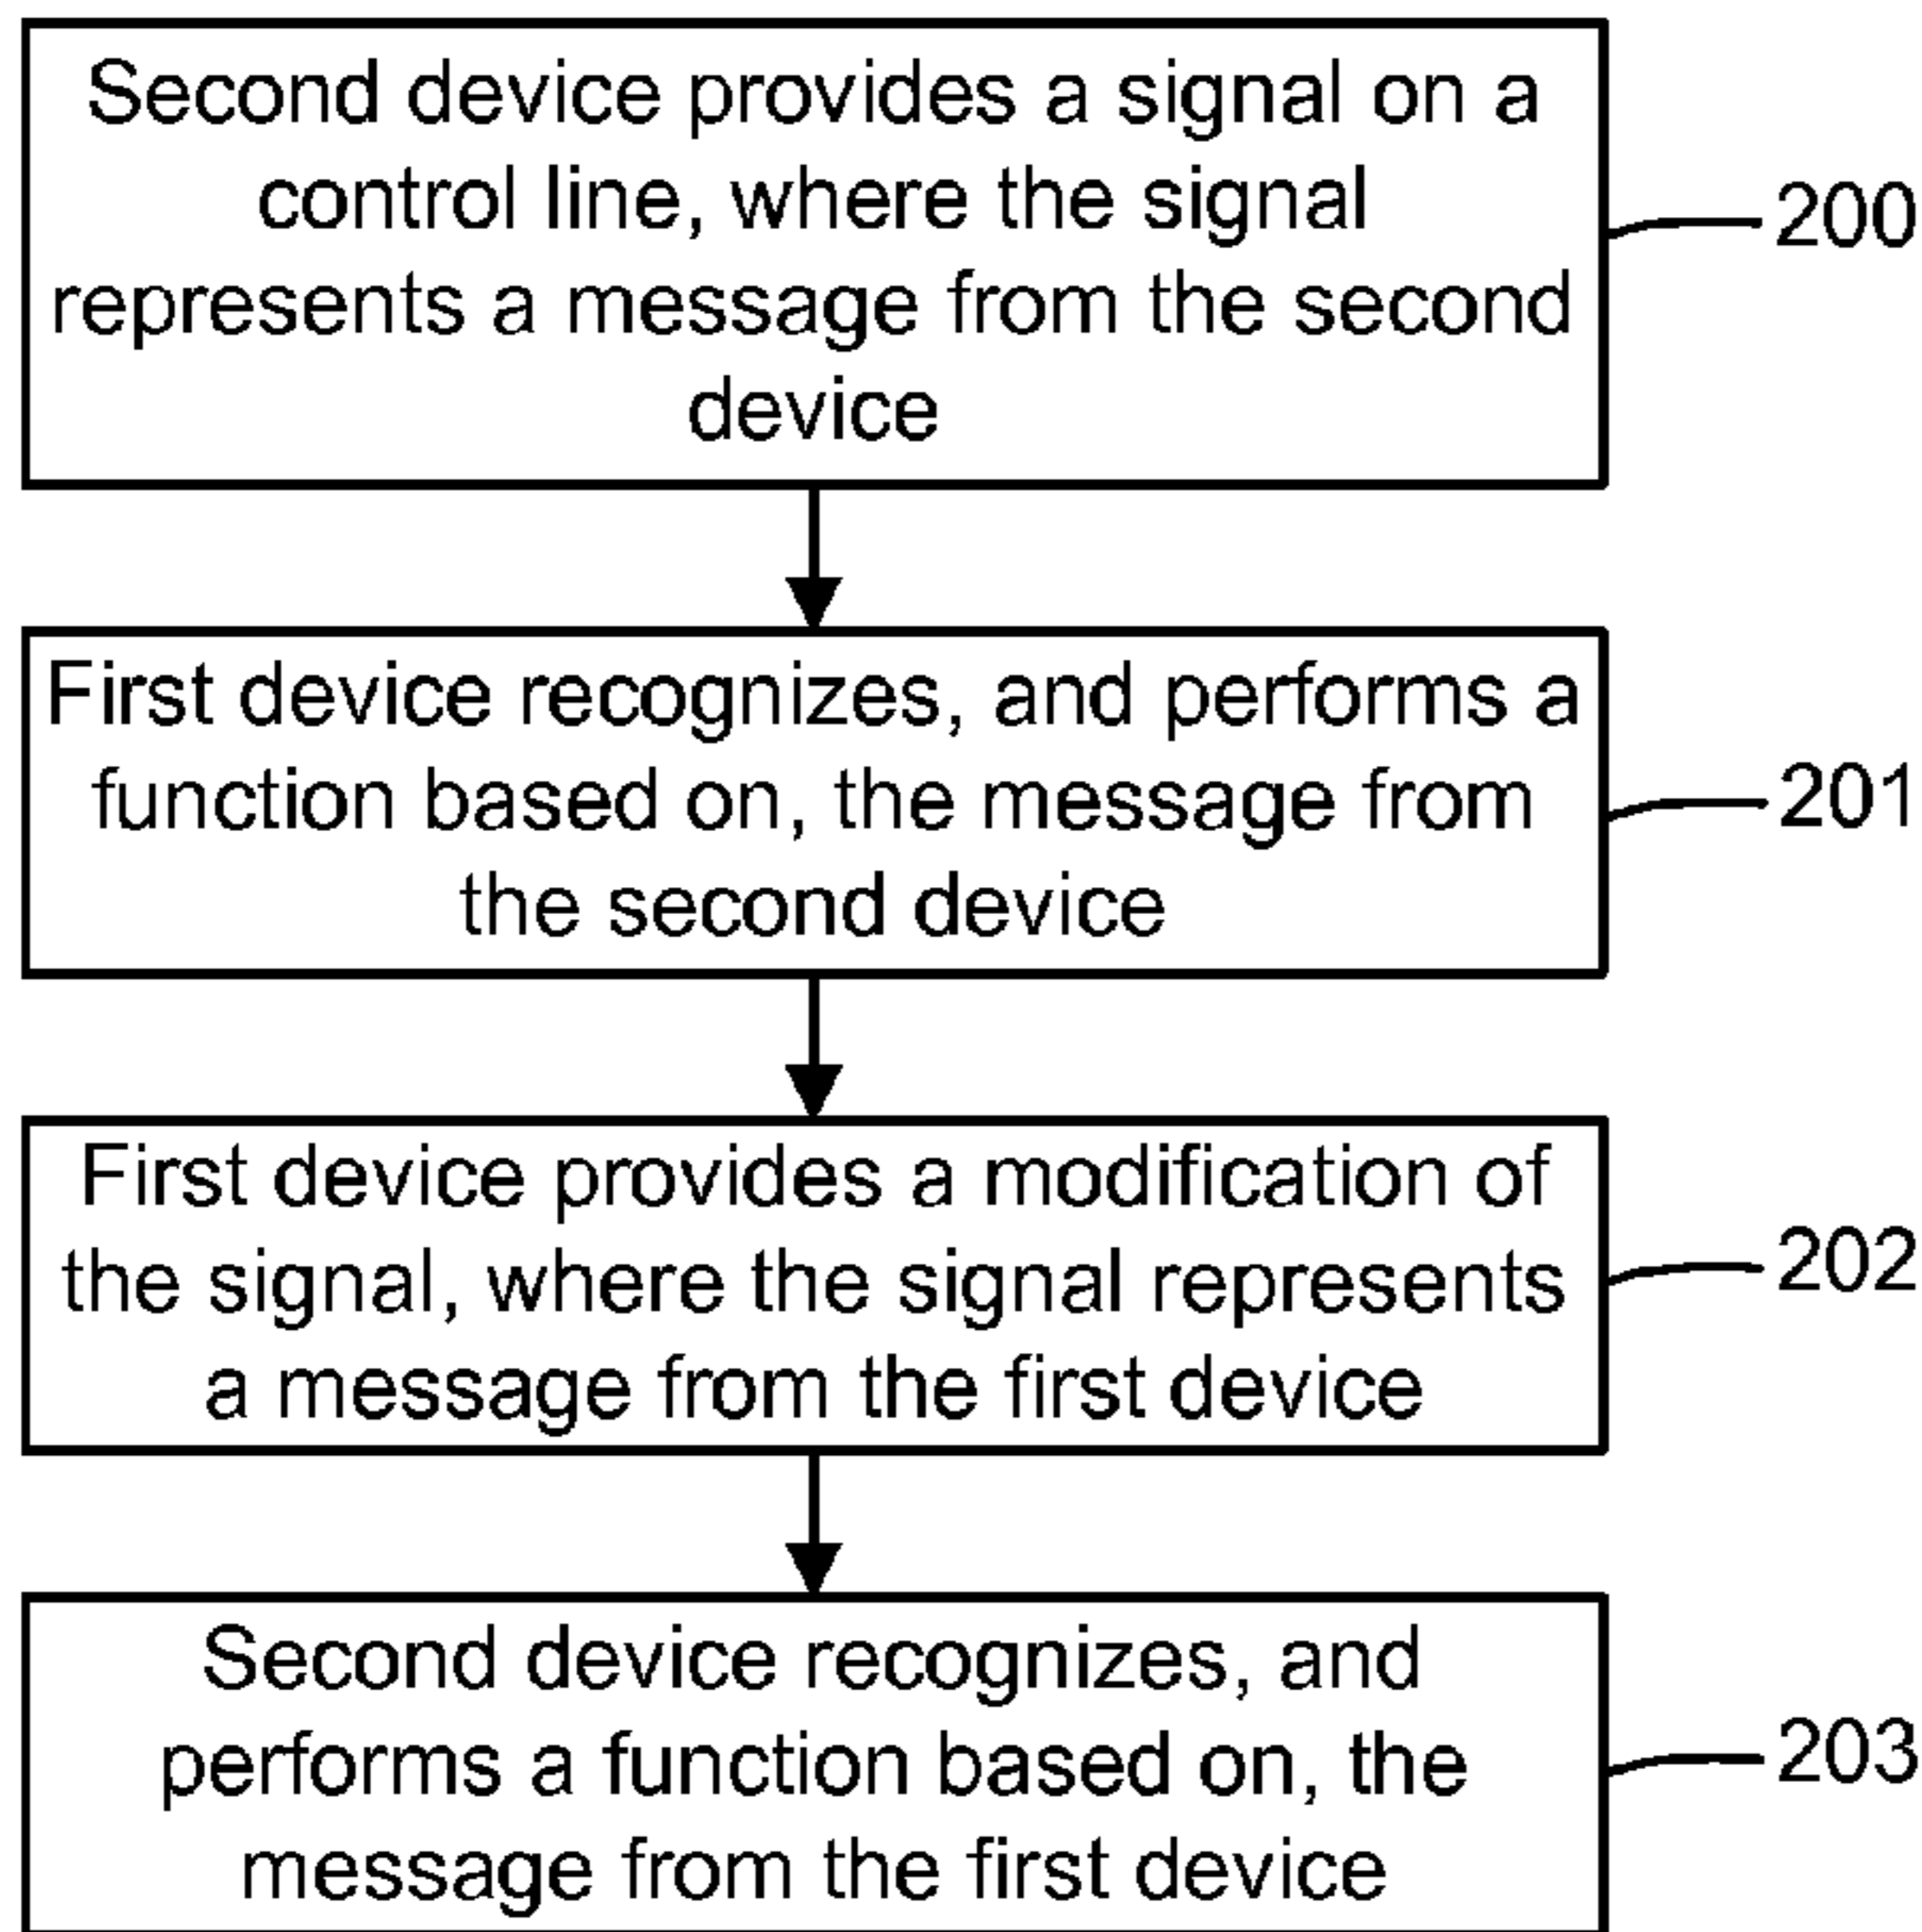 Second device provides a signal on a
control line, where the signal
represents a message from the second
device
200
First device recognizes, and performs a
function based on, the message from
the second device
201
First device provides a modification of
the signal, where the signal represents
a message from the first device
202
Second device recognizes, and
performs a function based on, the
message from the first device
203